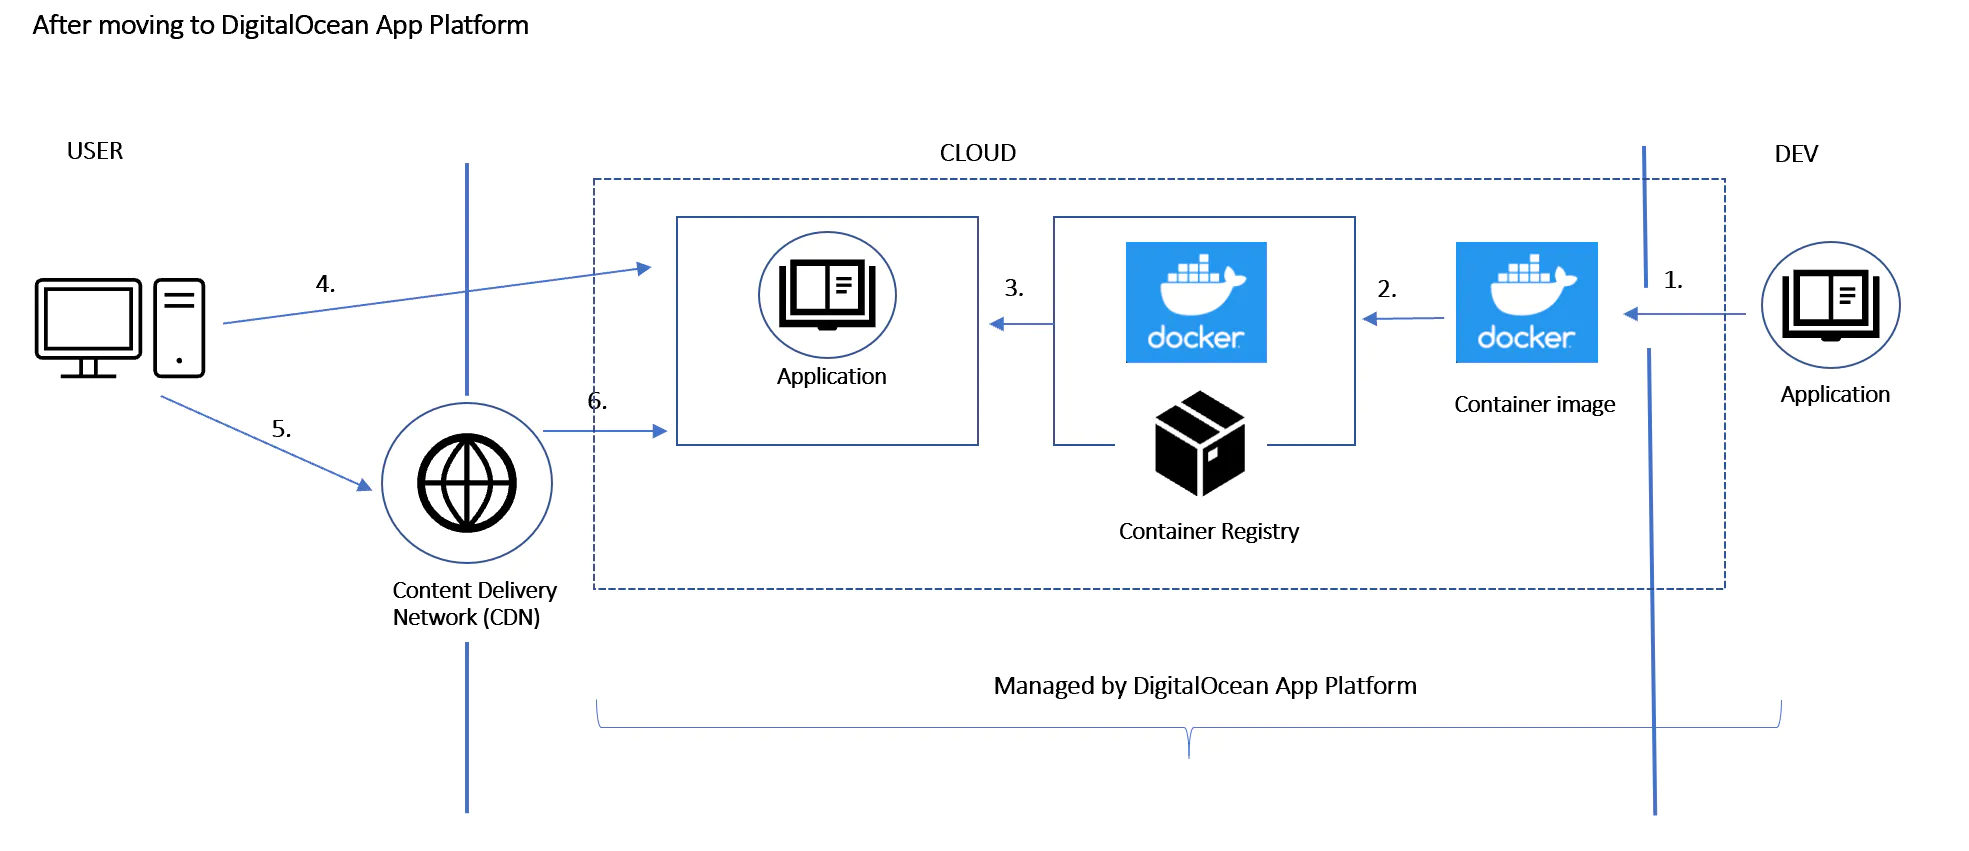 After moving to DigitalOcean App Platform
USER
CLOUD
DEV
4.
3.
2.
1.
docker
docker
Application
Container image
Application
6.
5.
Container Registry
Content Delivery
Network (CDN)
Managed by DigitalOcean App Platform